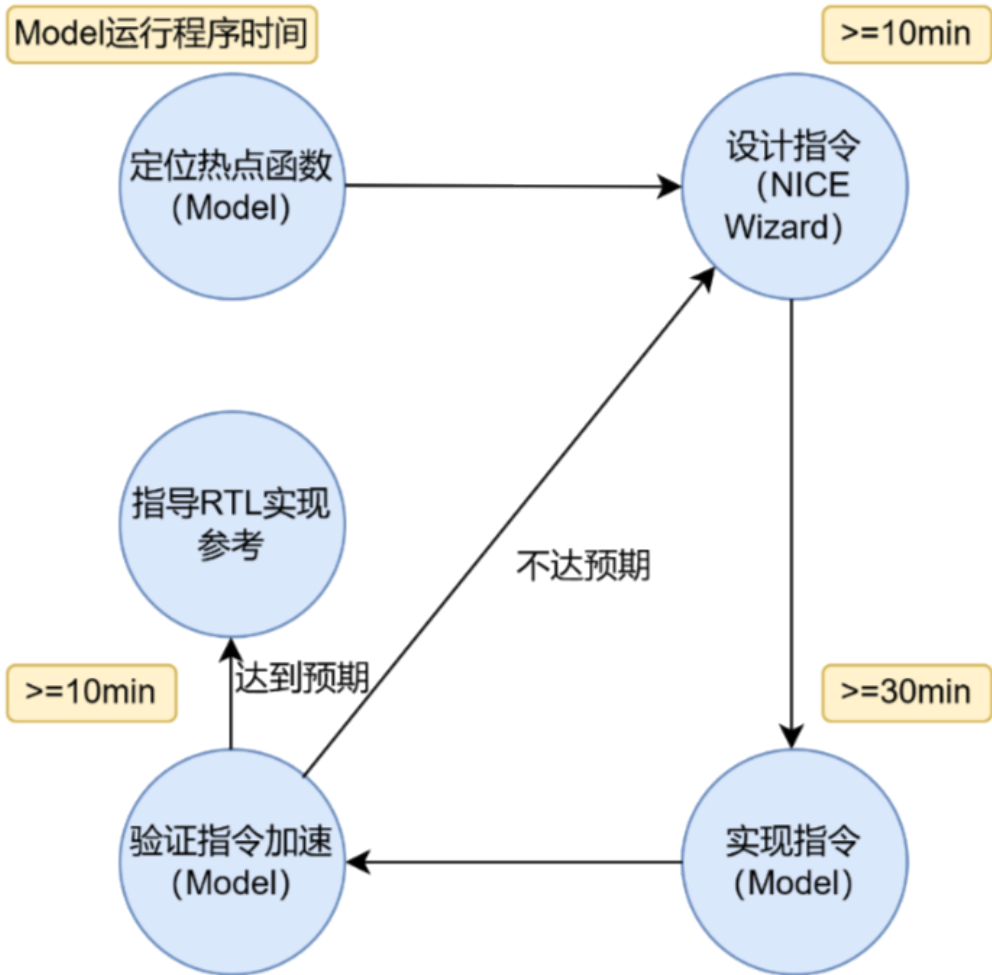 Model运行程序时间
>=10min
定位热点函数
（Model）
设计指令
（NICE
Wizard）
指导RTL实现
参考
不达预期
达到预期
>=10min
>=30min
验证指令加速
（Model）
实现指令
（Model）